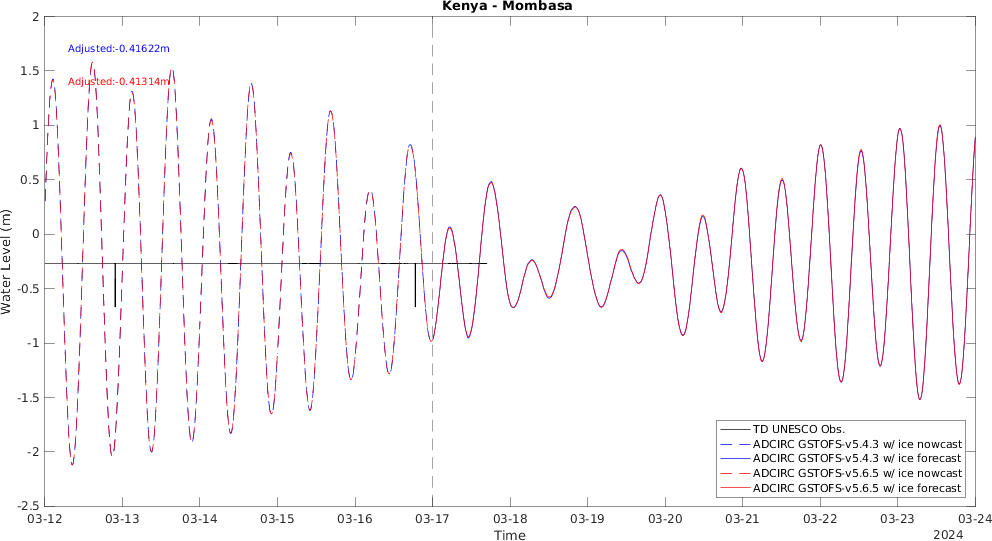 Kenya - Mombasa
Adjusted:-0.41622m
Adjusted:-0.41314m
Water Level (m)
2
1.5
1
0.5
0
-0.5
-1
-1.5
-2
-2.5
TD UNESCO Obs.
ADCIRC GSTOFS-v5.4.3 w/ ice nowcast
ADCIRC GSTOFS-v5.4.3 w/ ice forecast
ADCIRC GSTOFS-v5.6.5 w/ ice nowcast
ADCIRC GSTOFS-v5.6.5 w/ ice forecast
03-12 03-13 03-14 03-15 03-16 03-17 03-18 03-19 03-20 03-21 03-22 03-23 03-24
Time
2024